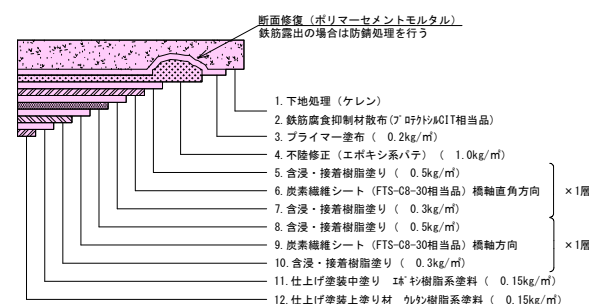 断面修復（ポリマーセメントモルタル）
鉄筋露出の場合は防錆処理を行う
1. 下地処理（ケレン）
2. 鉄筋腐食抑制材散布(ﾌﾟﾛﾃｸﾄｼﾙCIT相当品)
3. プライマー塗布（ 0.2kg/㎡）
4. 不陸修正（エポキシ系パテ）（ 1.0kg/㎡）
5. 含浸・接着樹脂塗り（ 0.5kg/㎡）
6. 炭素繊維シート（FTS-C8-30相当品）橋軸直角方向 ×1層
7. 含浸・接着樹脂塗り（ 0.3kg/㎡）
8. 含浸・接着樹脂塗り（ 0.5kg/㎡）
9. 炭素繊維シート（FTS-C8-30相当品）橋軸方向 ×1層
10. 含浸・接着樹脂塗り（ 0.3kg/㎡）
11. 仕上げ塗装中塗り ｴﾎﾟｷｼ樹脂系塗料（ 0.15kg/㎡）
12. 仕上げ塗装上塗り材 ｳﾚﾀﾝ樹脂系塗料（ 0.15kg/㎡）